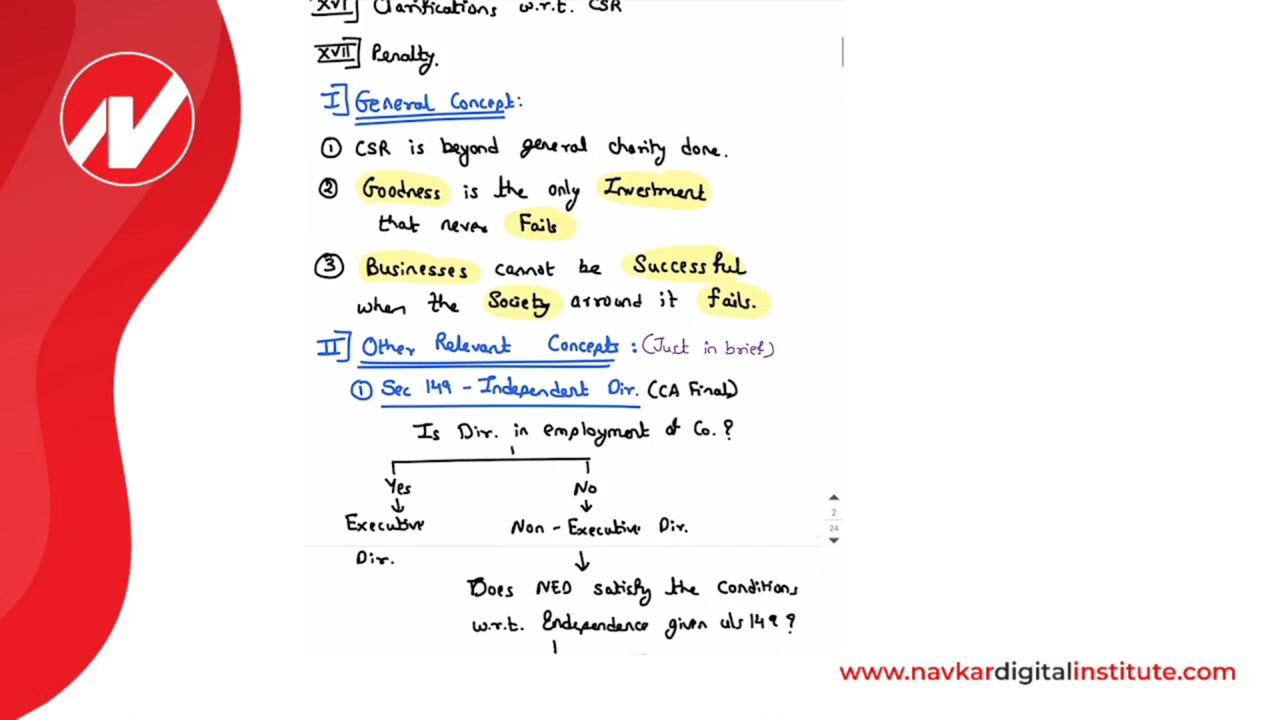 XVI] Clarifications w.r.t. CSR
XVII] Penalty.
I] General Concept:
① CSR is beyond general charity done.
② Goodness is the only Investment
that never Fails
③ Businesses cannot be Successful
when the Society arround it fails.
II] Other Relevant Concepts : (Just in brief)
① Sec 149 - Independent Dir. (CA Final)
Is Dir. in employment of Co. ?
Yes No
Executive Non - Executive Dir.
Dir.
Does NED satisfy the Conditions
w.r.t. Independence given u/s 149 ?
2
24
www.navkardigitalinstitute.com